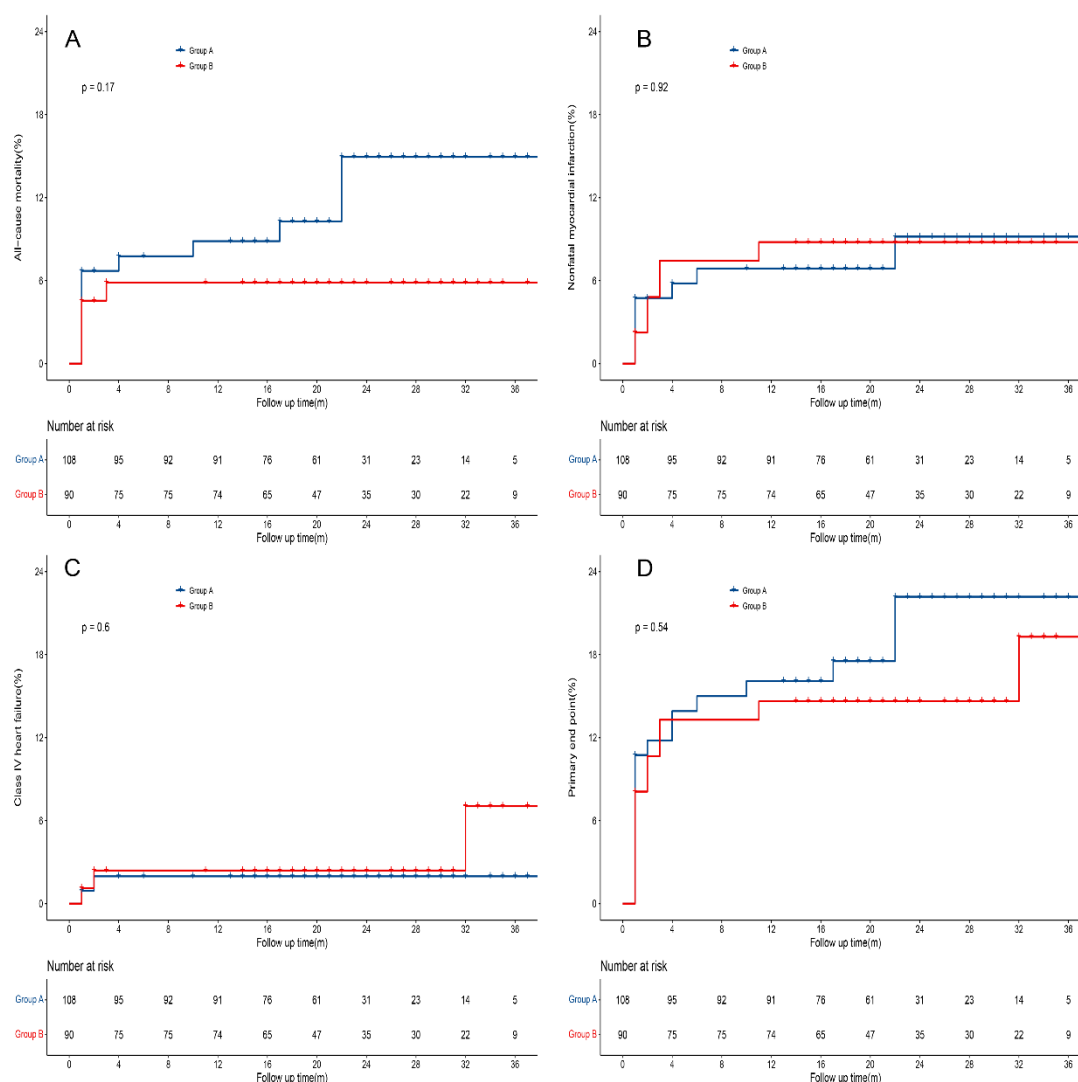 A
Group A
Group B
p = 0.17
All-cause mortality(%)
24
18
12
6
0
0 4 8 12 16 20 24 28 32 36
Follow up time(m)
Number at risk
Group A 108 95 92 91 76 61 31 23 14 5
Group B 90 75 75 74 65 47 35 30 22 9
0 4 8 12 16 20 24 28 32 36
Follow up time(m)
B
Group A
Group B
p = 0.92
Nonfatal myocardial infarction(%)
24
18
12
6
0
0 4 8 12 16 20 24 28 32 36
Follow up time(m)
Number at risk
Group A 108 95 92 91 76 61 31 23 14 5
Group B 90 75 75 74 65 47 35 30 22 9
0 4 8 12 16 20 24 28 32 36
Follow up time(m)
C
Group A
Group B
p = 0.6
Class IV heart failure(%)
24
18
12
6
0
0 4 8 12 16 20 24 28 32 36
Follow up time(m)
Number at risk
Group A 108 95 92 91 76 61 31 23 14 5
Group B 90 75 75 74 65 47 35 30 22 9
0 4 8 12 16 20 24 28 32 36
Follow up time(m)
D
Group A
Group B
p = 0.54
Primary end point(%)
24
18
12
6
0
0 4 8 12 16 20 24 28 32 36
Follow up time(m)
Number at risk
Group A 108 95 92 91 76 61 31 23 14 5
Group B 90 75 75 74 65 47 35 30 22 9
0 4 8 12 16 20 24 28 32 36
Follow up time(m)